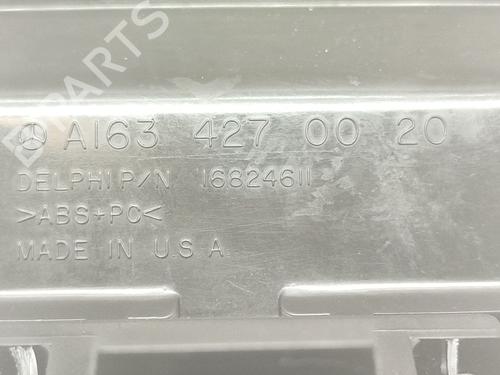 B-PARTS
A163 427 00 20
DELPHI P/N 16824611
>ABS+PC<
MADE IN U.S.A.